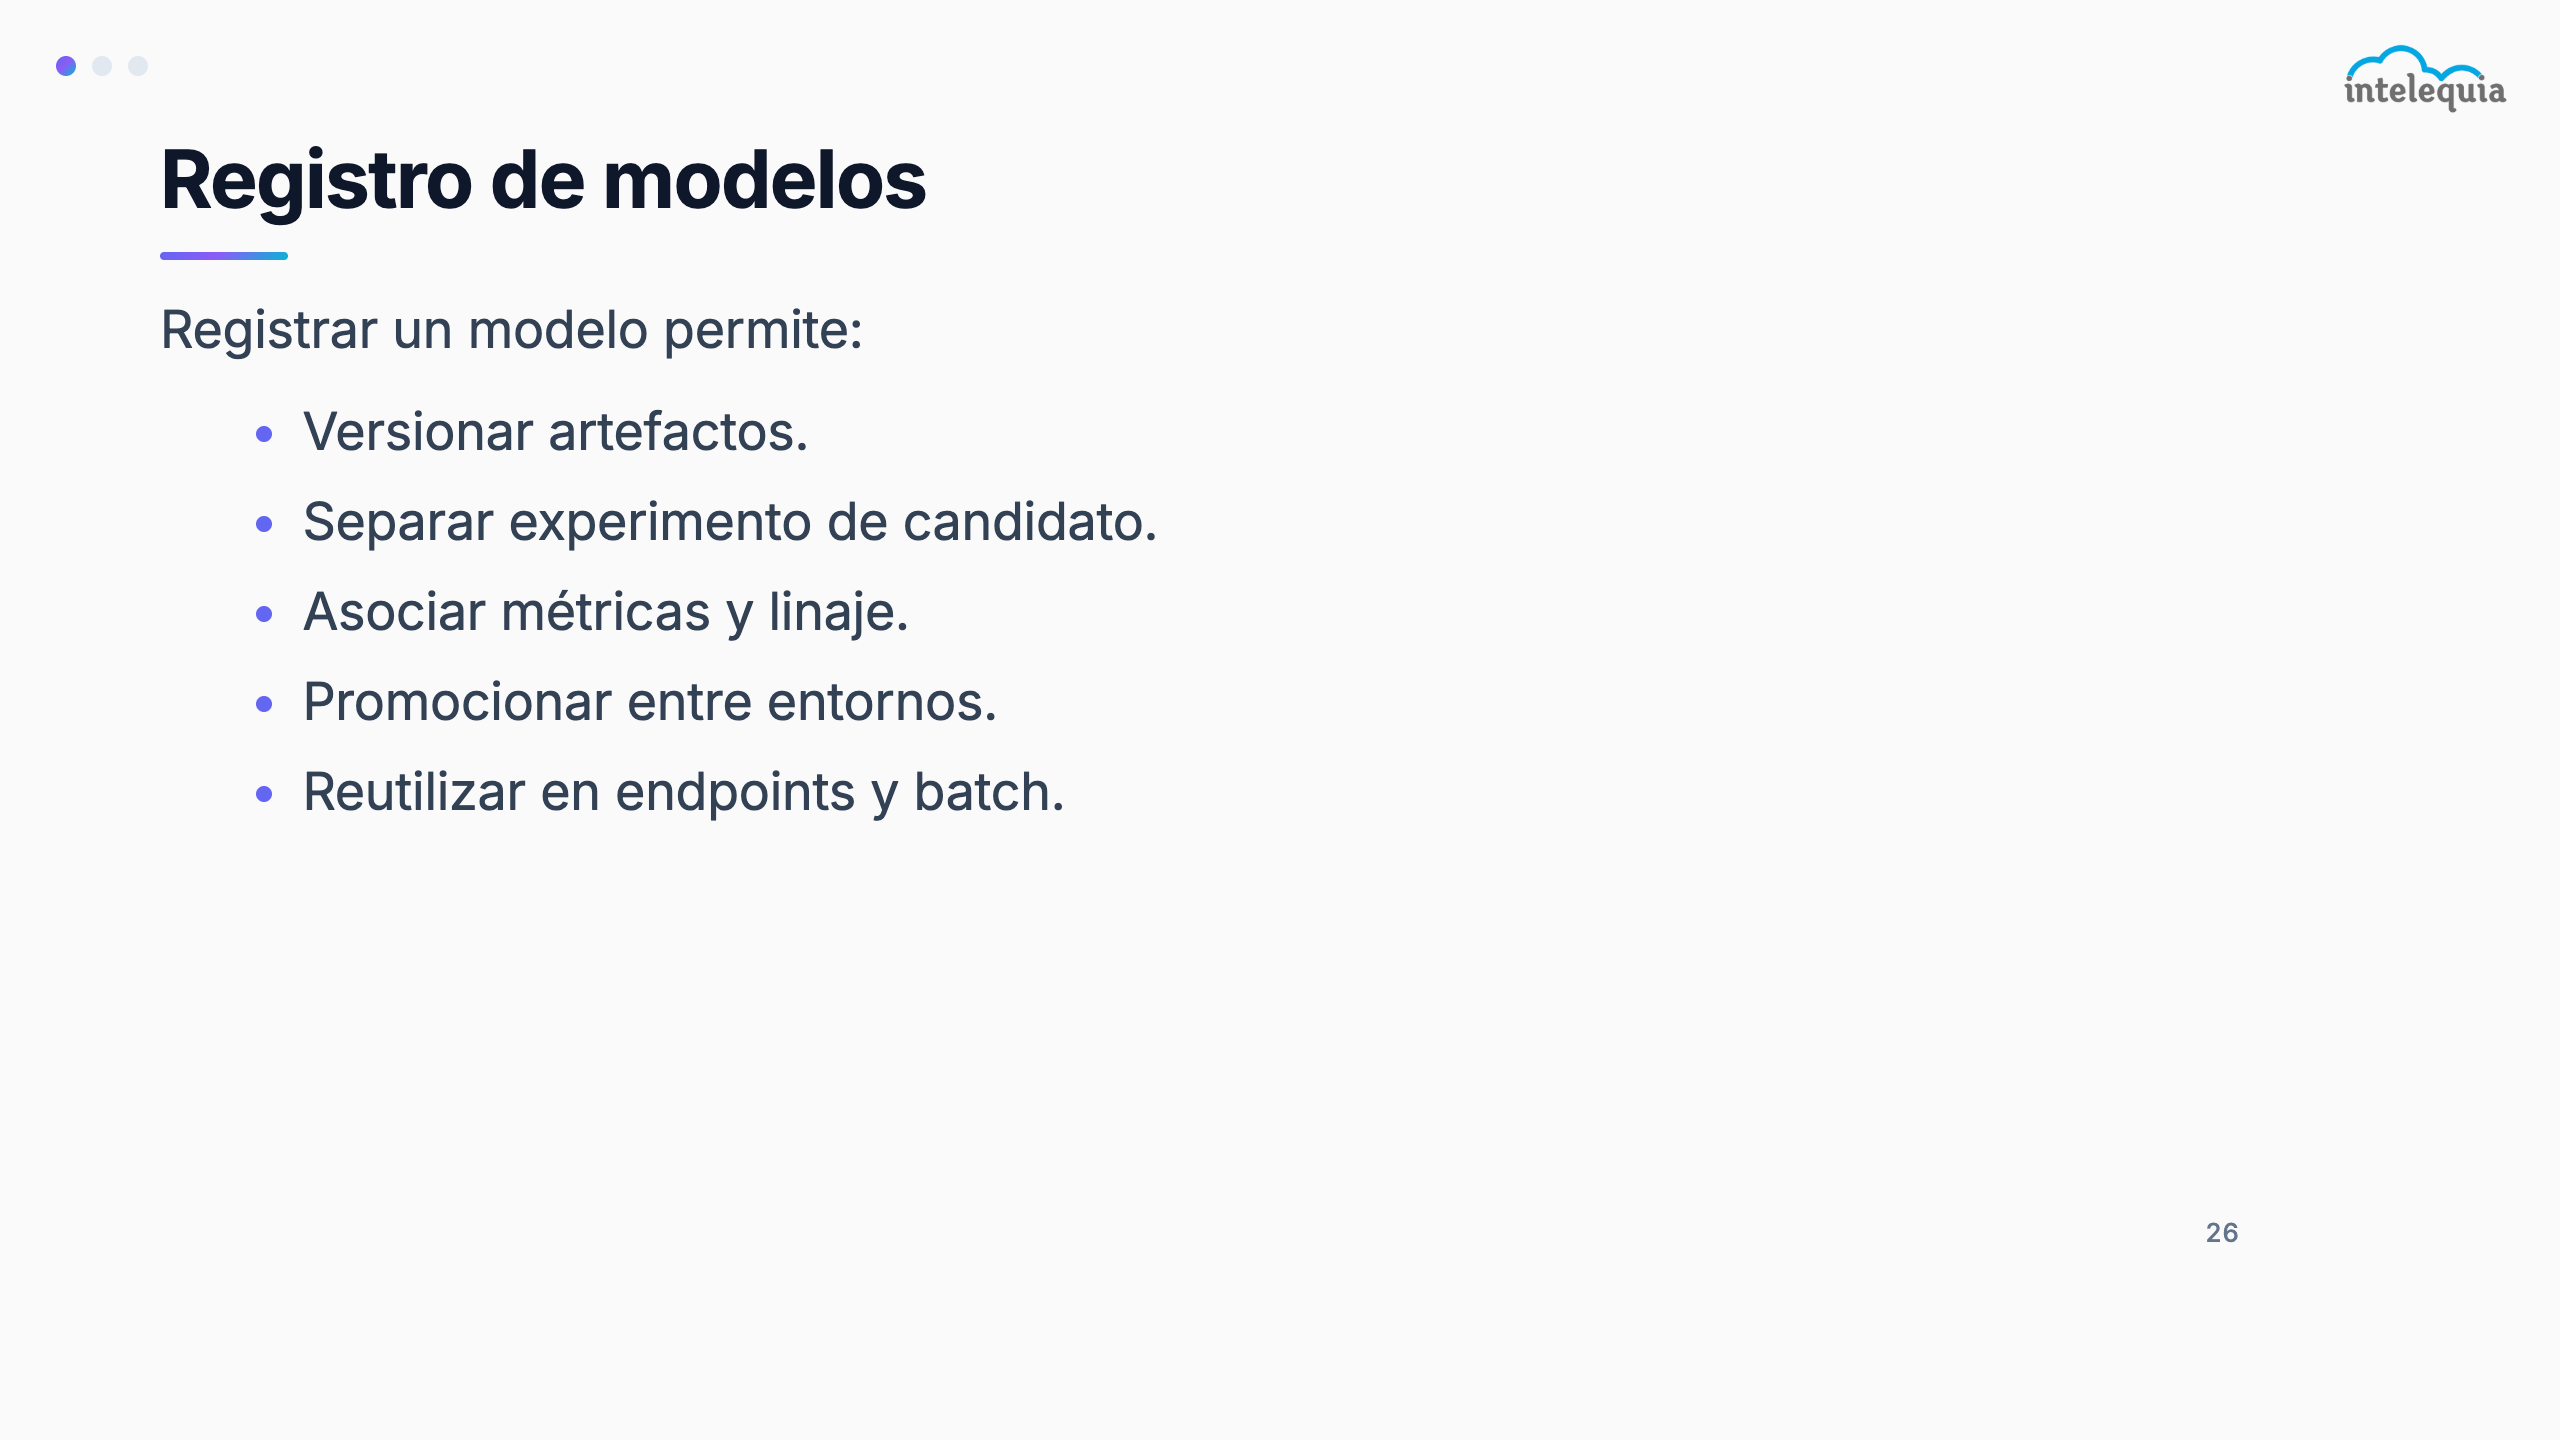 intelequia
Registro de modelos
Registrar un modelo permite:
Versionar artefactos.
Separar experimento de candidato.
Asociar métricas y linaje.
Promocionar entre entornos.
Reutilizar en endpoints y batch.
26